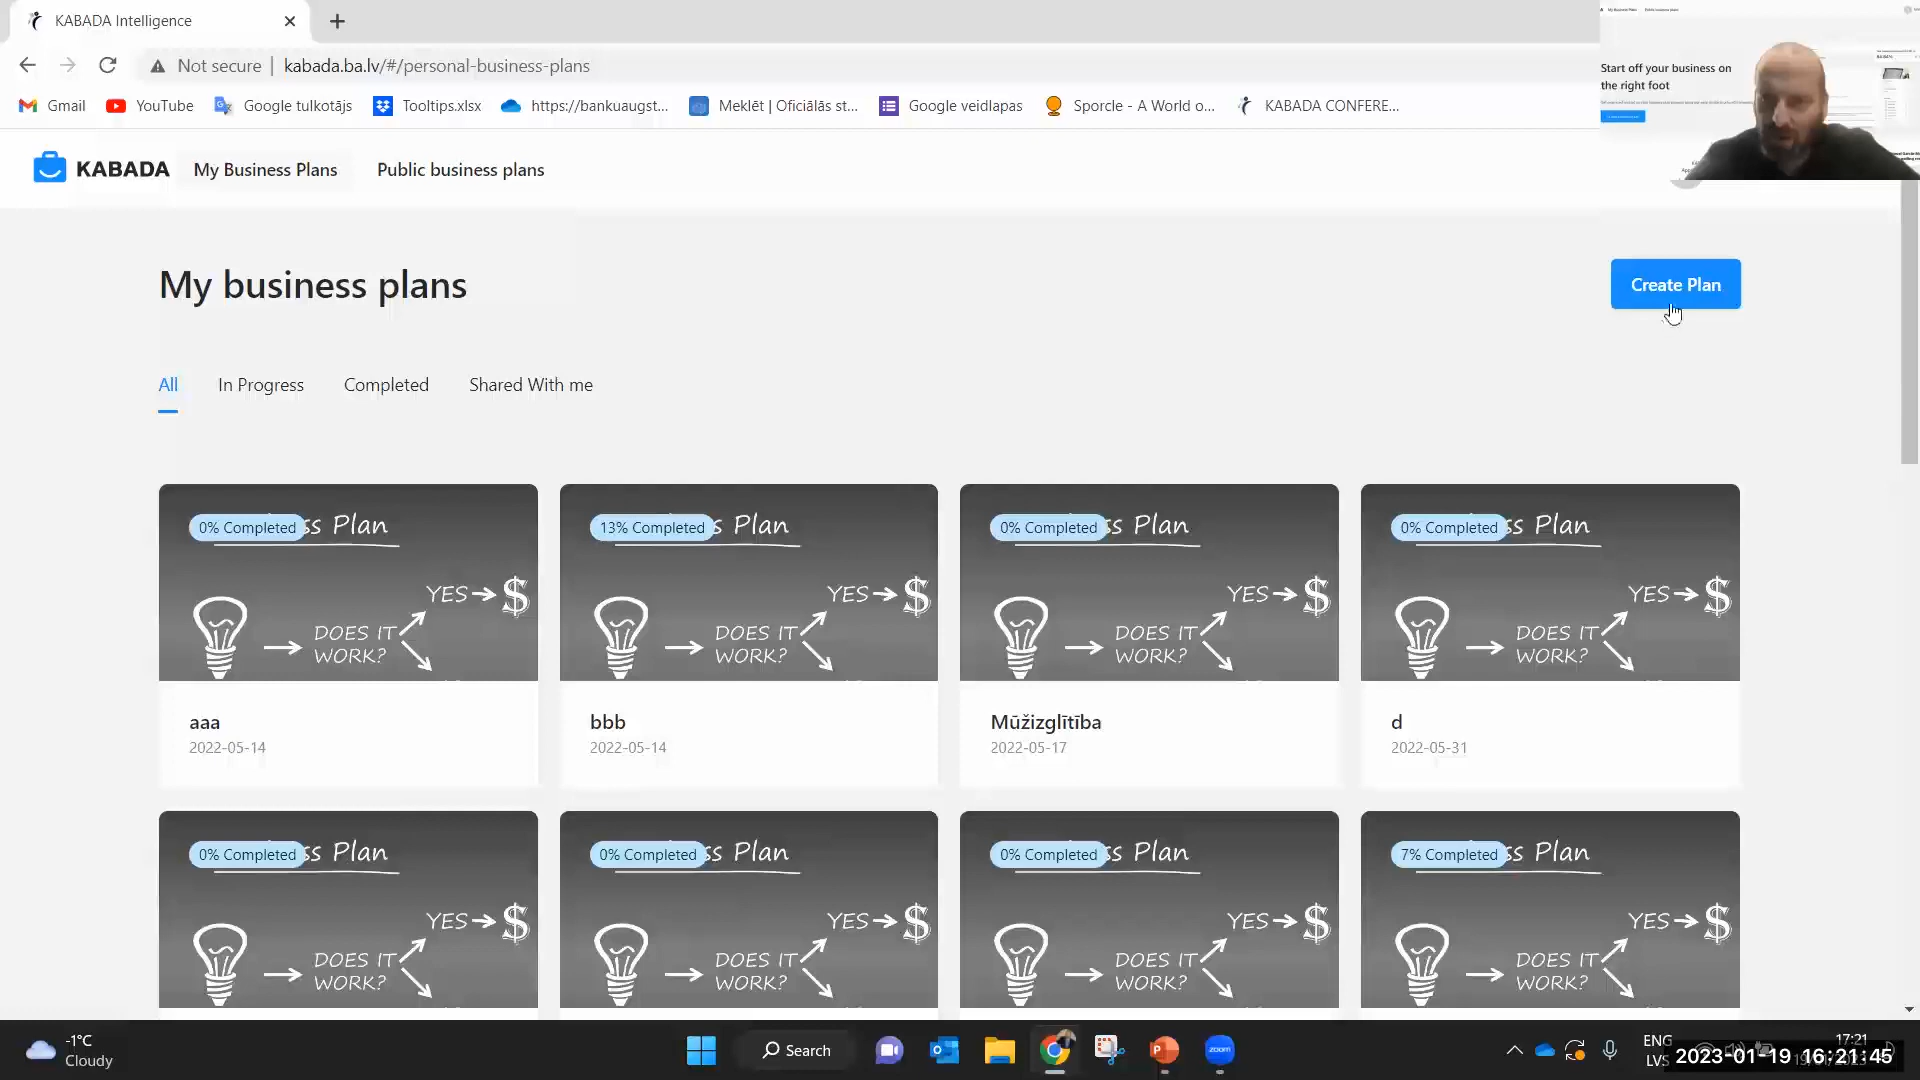 KABADA Intelligence
Not secure | kabada.ba.lv/#/personal-business-plans
Gmail YouTube Google tulkotājs Tooltips.xlsx https://bankuaugst... Meklēt | Oficiālās st... Google veidlapas Sporcle - A World o... KABADA CONFERE...
Start off your business on
the right foot
KABADA My Business Plans Public business plans
My business plans
Create Plan
All In Progress Completed Shared With me
0% Completed ss Plan
YES $
DOES IT
WORK?
aaa
2022-05-14
13% Completed s Plan
YES $
DOES IT
WORK?
bbb
2022-05-14
0% Completed ss Plan
YES $
DOES IT
WORK?
Mūžizglītība
2022-05-17
0% Completed ss Plan
YES $
DOES IT
WORK?
d
2022-05-31
0% Completed ss Plan
YES $
DOES IT
WORK?
0% Completed ss Plan
YES $
DOES IT
WORK?
0% Completed ss Plan
YES $
DOES IT
WORK?
7% Completed ss Plan
YES $
DOES IT
WORK?
-1°C
Cloudy
Search
zoom
ENG
LVS
17:21
2023-01-19 16:21:45